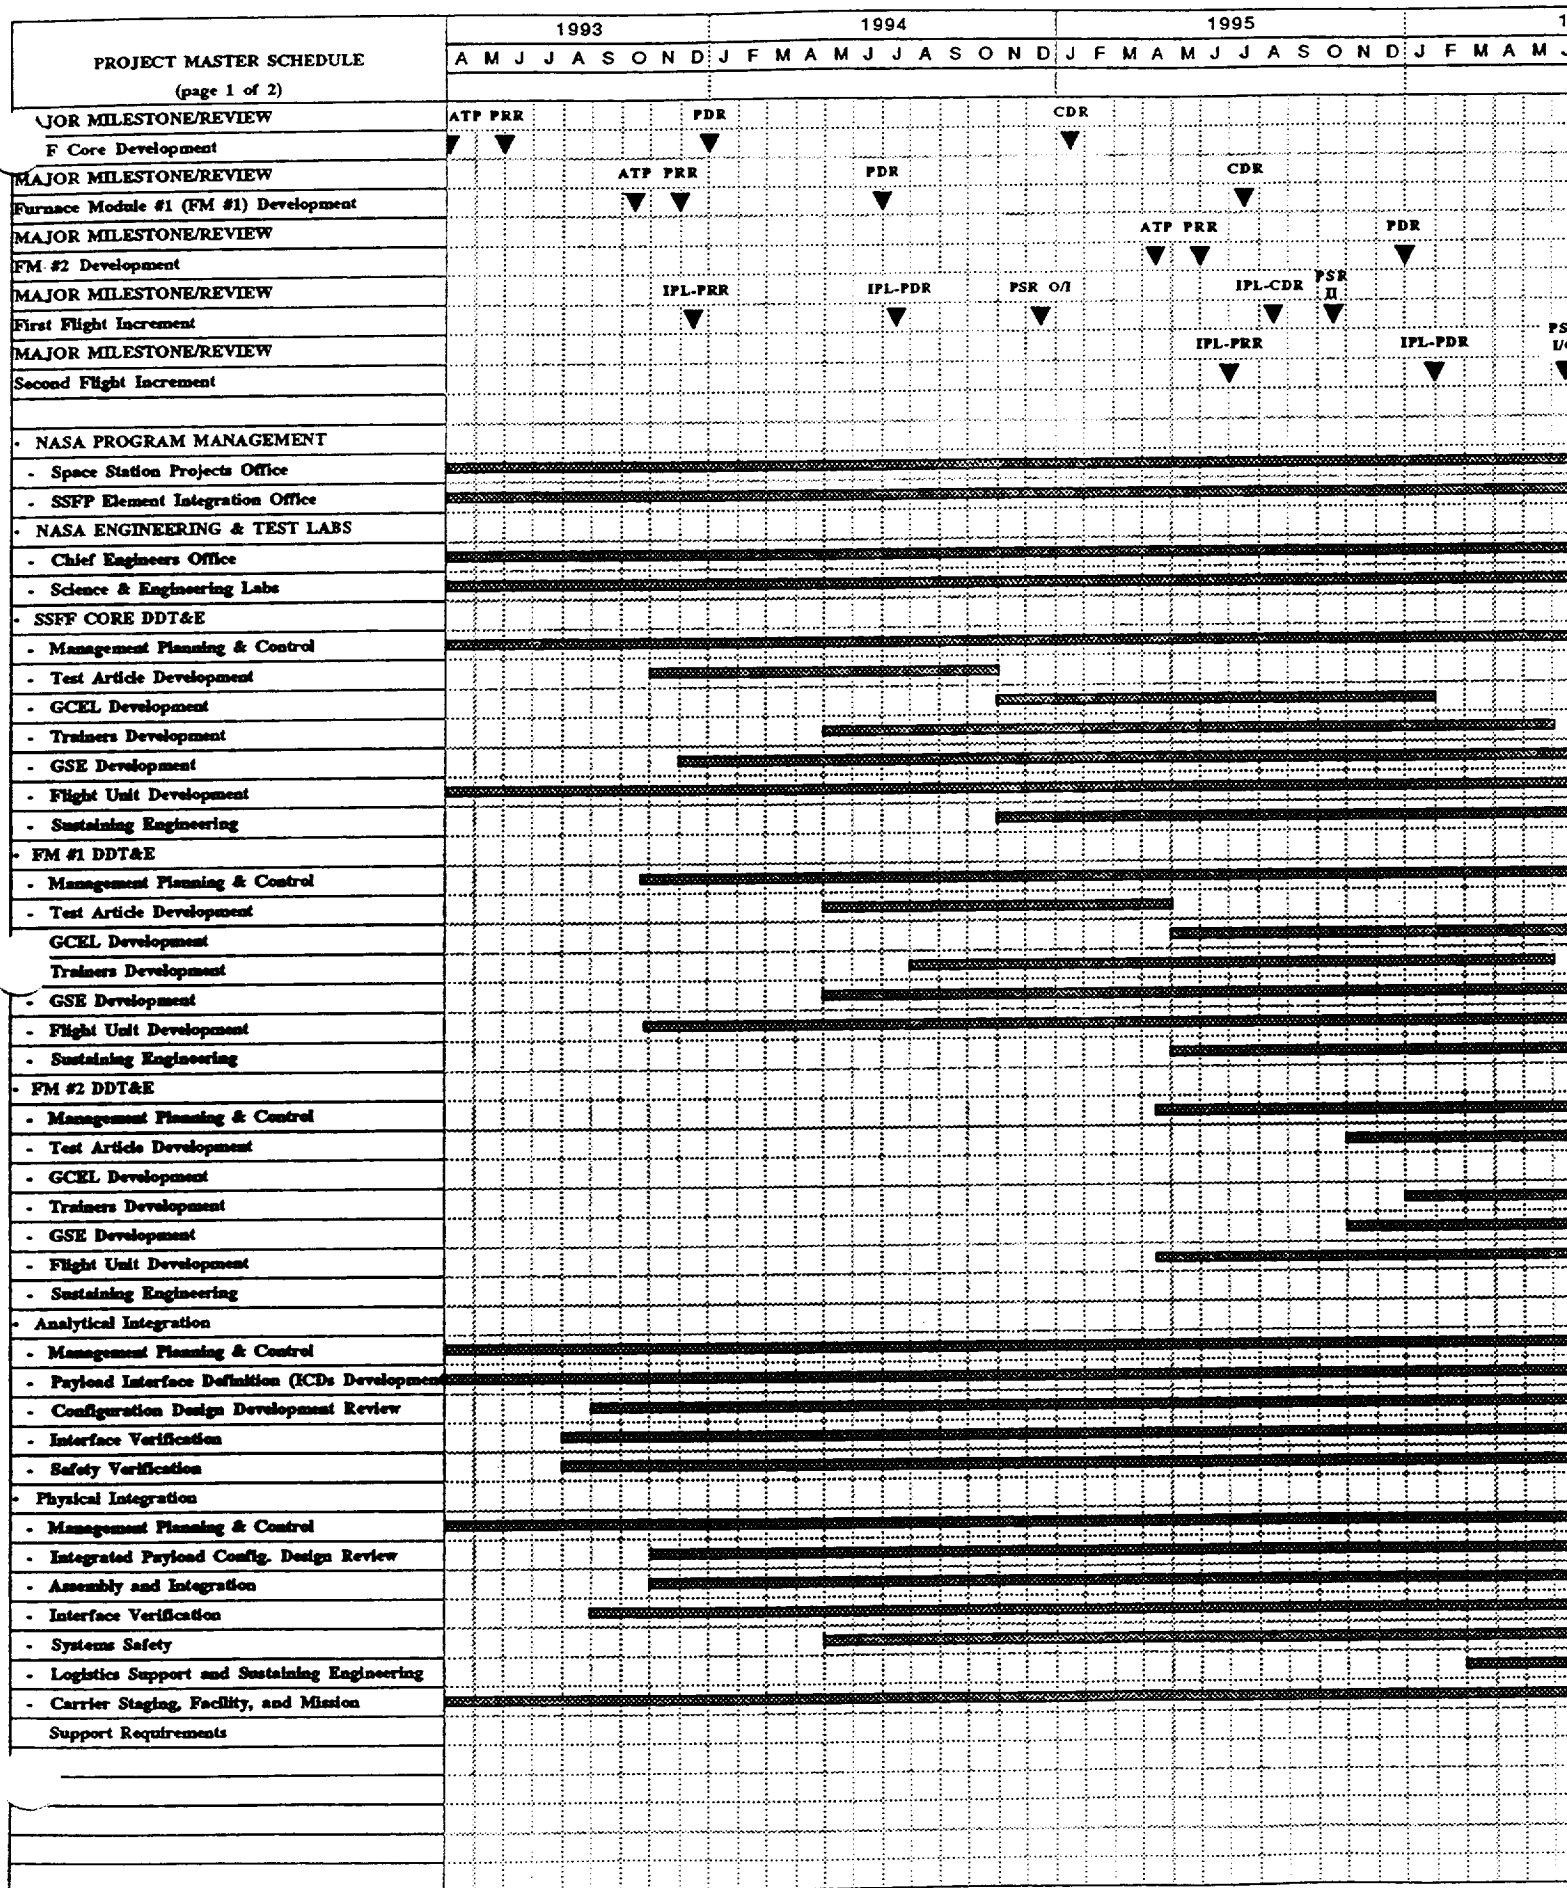 1993 1994 1995 1
PROJECT MASTER SCHEDULE
A M J J A S O N D J F M A M J J A S O N D J F M A M J J A S O N D J F M A M J
(page 1 of 2)
JOR MILESTONE/REVIEW ATP PRR PDR CDR
F Core Development
MAJOR MILESTONE/REVIEW ATP PRR PDR CDR
Furnace Module #1 (FM #1) Development
MAJOR MILESTONE/REVIEW ATP PRR PDR
FM #2 Development
MAJOR MILESTONE/REVIEW IPL-PRR IPL-PDR PSR O/I IPL-CDR PSR II
First Flight Increment
MAJOR MILESTONE/REVIEW IPL-PRR IPL-PDR PS I/
Second Flight Increment
- NASA PROGRAM MANAGEMENT
- Space Station Projects Office
- SSFP Element Integration Office
- NASA ENGINEERING & TEST LABS
- Chief Engineers Office
- Science & Engineering Labs
- SSFF CORE DDT&E
- Management Planning & Control
- Test Article Development
- GCEL Development
- Trainers Development
- GSE Development
- Flight Unit Development
- Sustaining Engineering
- FM #1 DDT&E
- Management Planning & Control
- Test Article Development
GCEL Development
Trainers Development
- GSE Development
- Flight Unit Development
- Sustaining Engineering
- FM #2 DDT&E
- Management Planning & Control
- Test Article Development
- GCEL Development
- Trainers Development
- GSE Development
- Flight Unit Development
- Sustaining Engineering
- Analytical Integration
- Management Planning & Control
- Payload Interface Definition (ICDs Developmen
- Configuration Design Development Review
- Interface Verification
- Safety Verification
- Physical Integration
- Management Planning & Control
- Integrated Payload Config. Design Review
- Assembly and Integration
- Interface Verification
- Systems Safety
- Logistics Support and Sustaining Engineering
- Carrier Staging, Facility, and Mission
Support Requirements